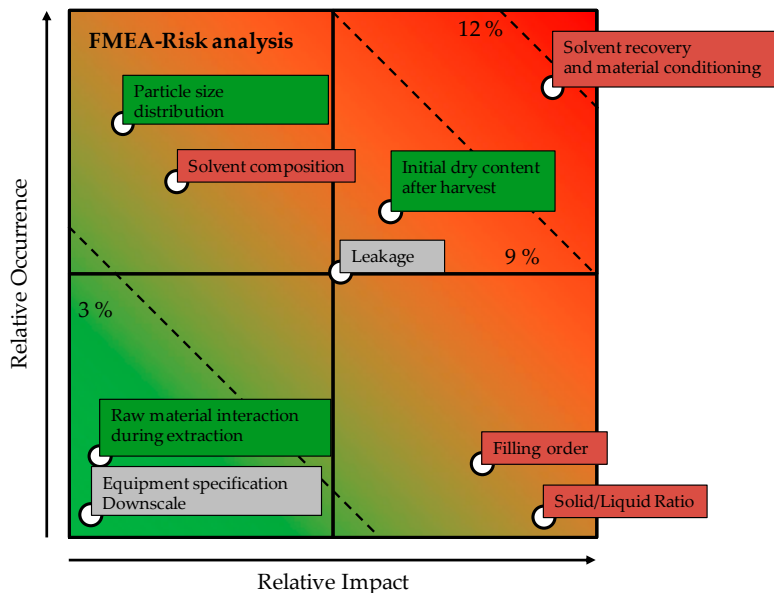 FMEA-Risk analysis
12 %
Solvent recovery
and material conditioning
Particle size
distribution
Solvent composition
Initial dry content
after harvest
Leakage
9 %
3 %
Raw material interaction
during extraction
Equipment specification
Downscale
Filling order
Solid/Liquid Ratio
Relative Occurrence
Relative Impact